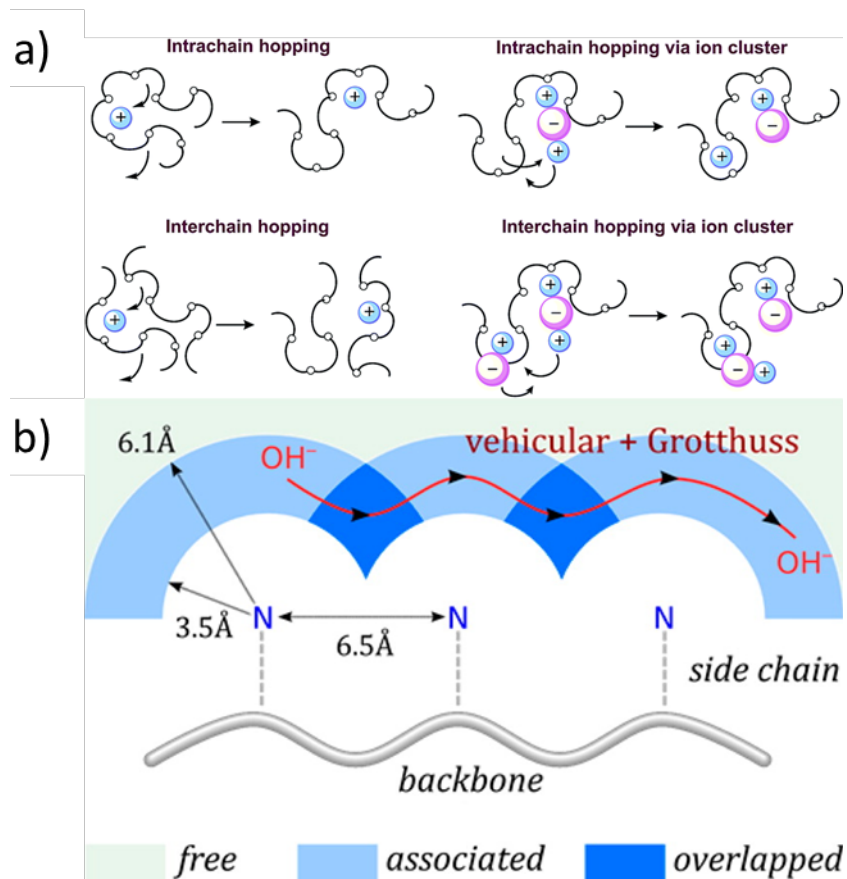 a)
Intrachain hopping
Intrachain hopping via ion cluster
+
+
−
+
+
−
+
+
Interchain hopping
Interchain hopping via ion cluster
+
+
+
−
+
+
−
+
−
+
−
+
b)
6.1Å
OH⁻
vehicular + Grotthuss
OH⁻
3.5Å
N
6.5Å
N
N
side chain
backbone
free
associated
overlapped